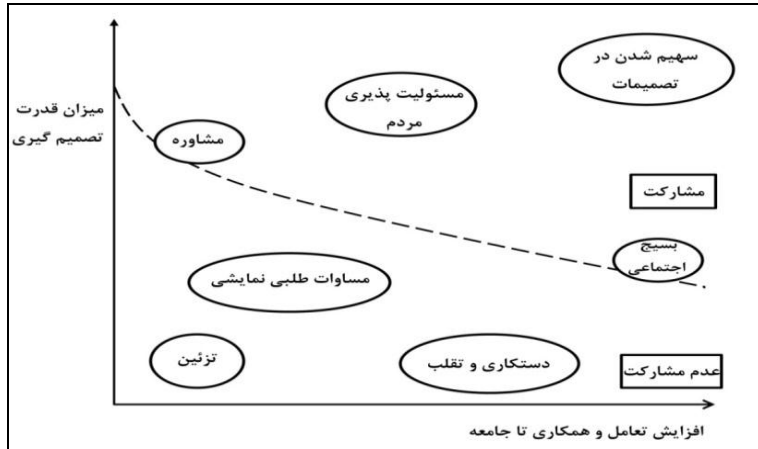 سهیم شدن در
تصمیمات
مسئولیت پذیری
مردم
میزان قدرت
تصمیم گیری
مشاوره
مشارکت
بسیج
اجتماعی
مساوات طلبی نمایشی
تزئین
دستکاری و تقلب
عدم مشارکت
افزایش تعامل و همکاری تا جامعه